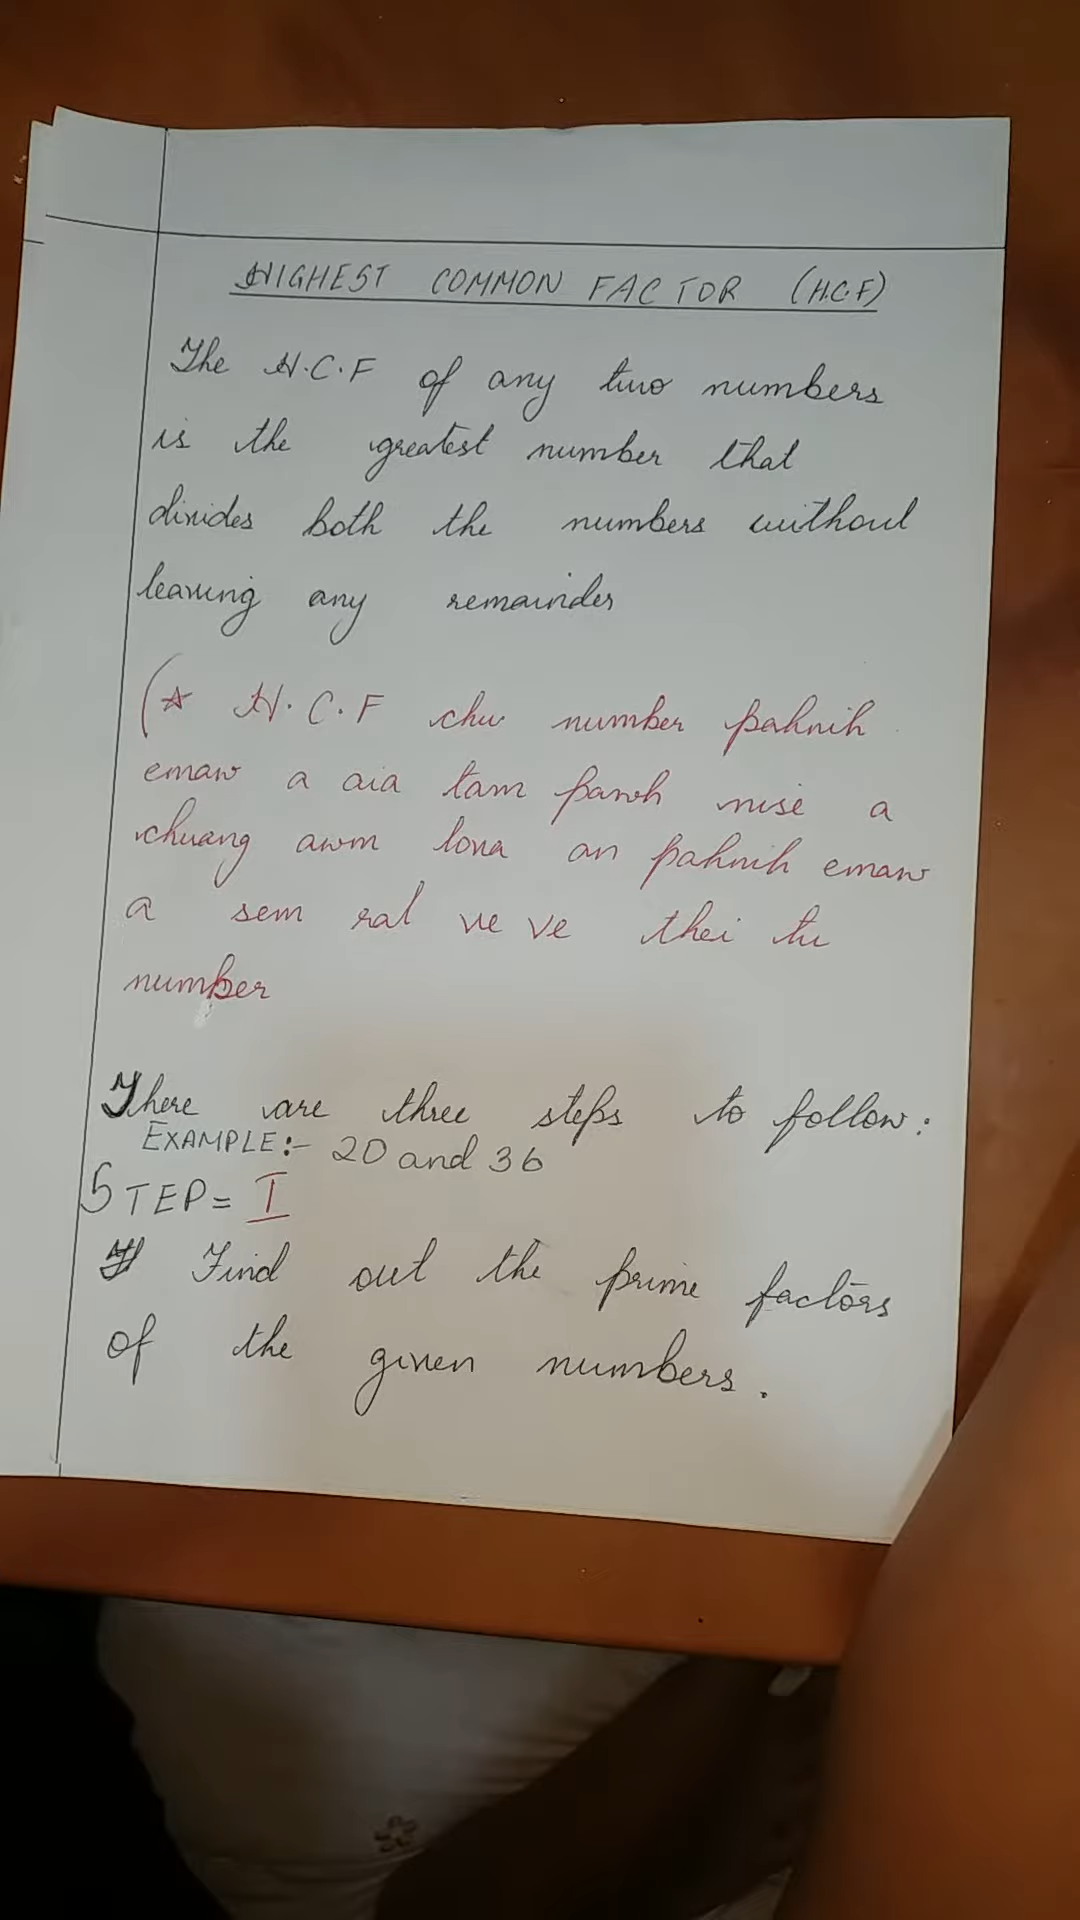 HIGHEST COMMON FACTOR (H.C.F)
The H.C.F of any two numbers
is the greatest number that
divides both the numbers without
leaving any remainder
(* H.C.F chu number pahnih
emaw a aia tam pawh nise a
chuang awm lova an pahnih emaw
a sem ral ve ve thei tu
number
There are three steps to follow:
EXAMPLE:- 20 and 36
STEP= I
Find out the prime factors
of the given numbers.